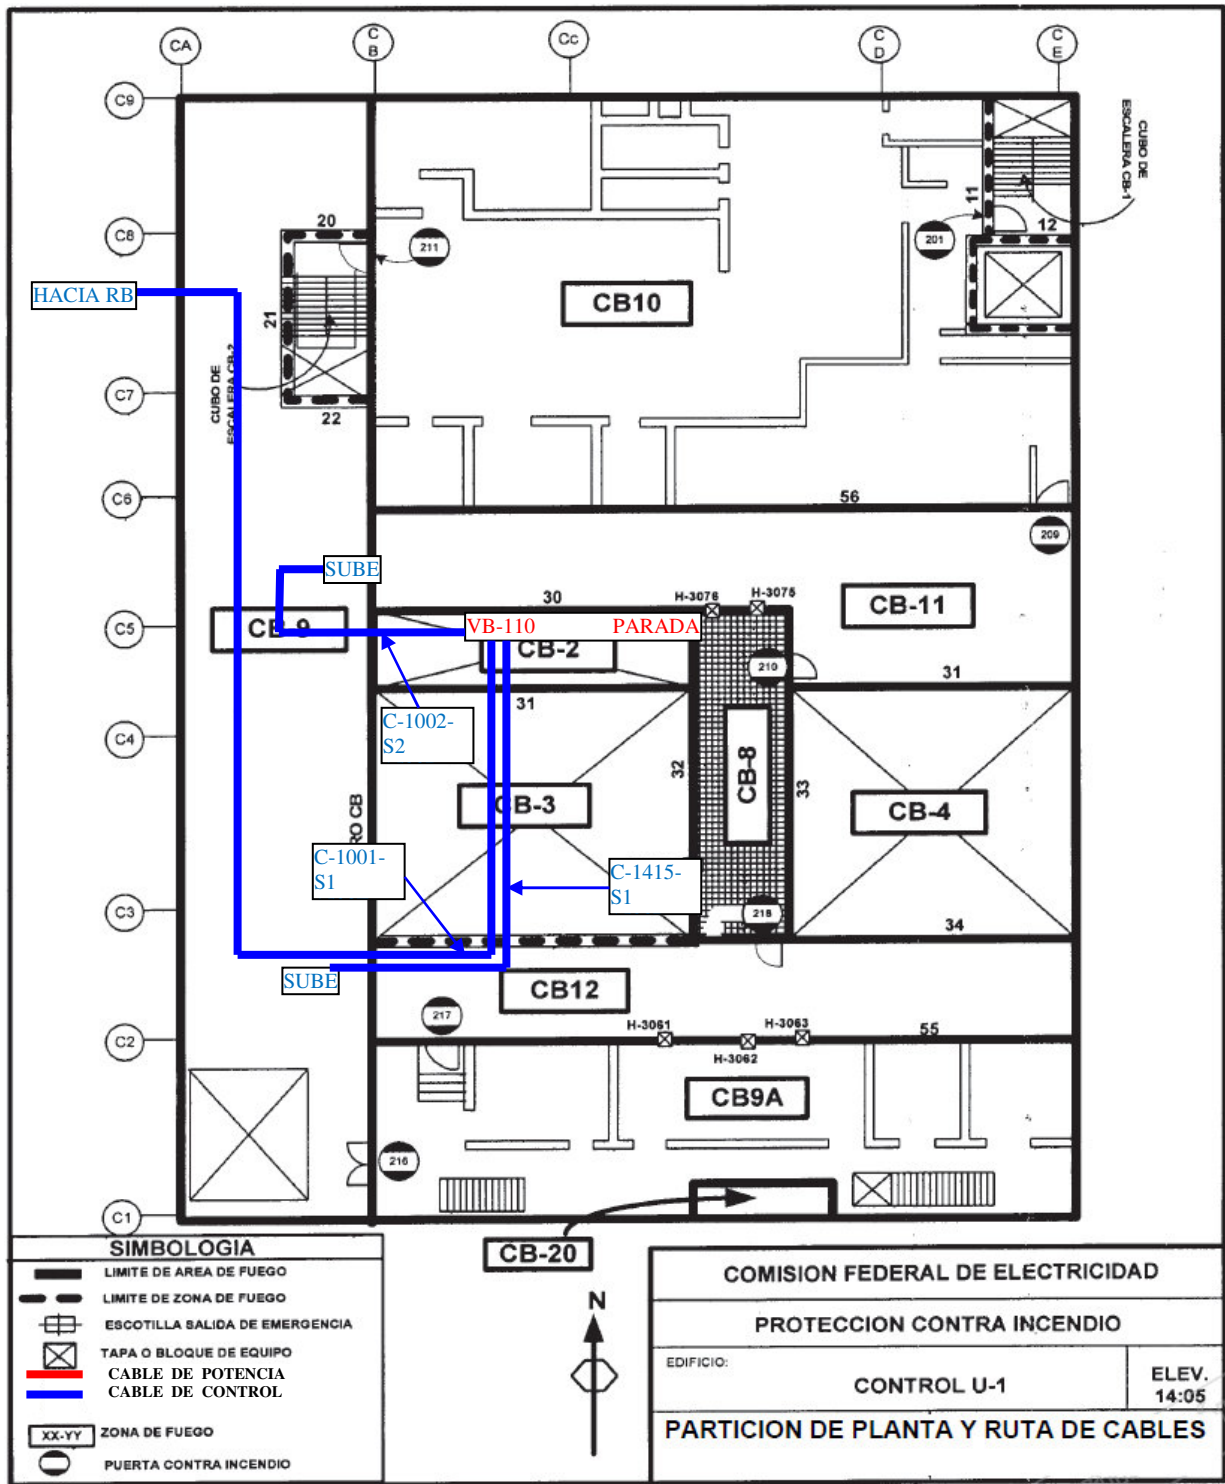 CA
C
B
Cc
C
D
C
E
C9
CUBO DE
ESCALERA CB-1
11
C8
20
211
201
12
HACIA RB
CB10
21
CUBO DE
ESCALERA CB-2
C7
22
C6
56
209
SUBE
30
H-3076
H-3075
CB-11
C5
CB-9
VB-110 PARADA
CB-2
210
31
31
C-1002-
S2
C4
32
CB-8
33
CB-3
CB-4
RO CB
C-1001-
S1
C-1415-
S1
C3
218
34
SUBE
CB12
217
H-3061
H-3063
55
C2
H-3062
CB9A
216
C1
CB-20
SIMBOLOGIA
LIMITE DE AREA DE FUEGO
LIMITE DE ZONA DE FUEGO
ESCOTILLA SALIDA DE EMERGENCIA
TAPA O BLOQUE DE EQUIPO
CABLE DE POTENCIA
CABLE DE CONTROL
XX-YY ZONA DE FUEGO
PUERTA CONTRA INCENDIO
N
COMISION FEDERAL DE ELECTRICIDAD
PROTECCION CONTRA INCENDIO
EDIFICIO:
CONTROL U-1
ELEV.
14:05
PARTICION DE PLANTA Y RUTA DE CABLES